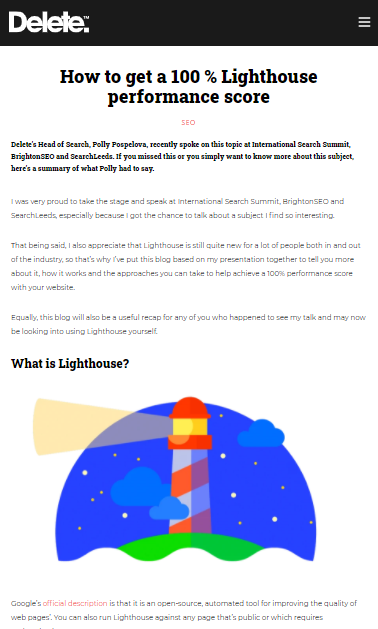 Delete.™
How to get a 100 % Lighthouse
performance score
SEO
Delete's Head of Search, Polly Pospelova, recently spoke on this topic at International Search Summit,
BrightonSEO and SearchLeeds. If you missed this or you simply want to know more about this subject,
here's a summary of what Polly had to say.
I was very proud to take the stage and speak at International Search Summit, BrightonSEO and
SearchLeeds, especially because I got the chance to talk about a subject I find so interesting.
That being said, I also appreciate that Lighthouse is still quite new for a lot of people both in and out
of the industry, so that's why I've put this blog based on my presentation together to tell you more
about it, how it works and the approaches you can take to help achieve a 100% performance score
with your website.
Equally, this blog will also be a useful recap for any of you who happened to see my talk and may now
be looking into using Lighthouse yourself.
What is Lighthouse?
Google's official description is that it is an open-source, automated tool for improving the quality of
web pages'. You can also run Lighthouse against any page that's public or which requires